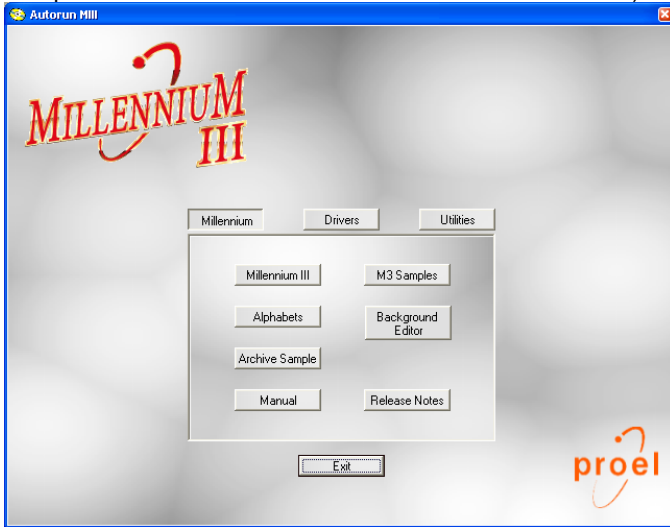 Autorun MIII
MILLENNIUM
III
Millennium Drivers Utilities
Millennium III M3 Samples
Alphabets Background
Editor
Archive Sample
Manual Release Notes
Exit
proel